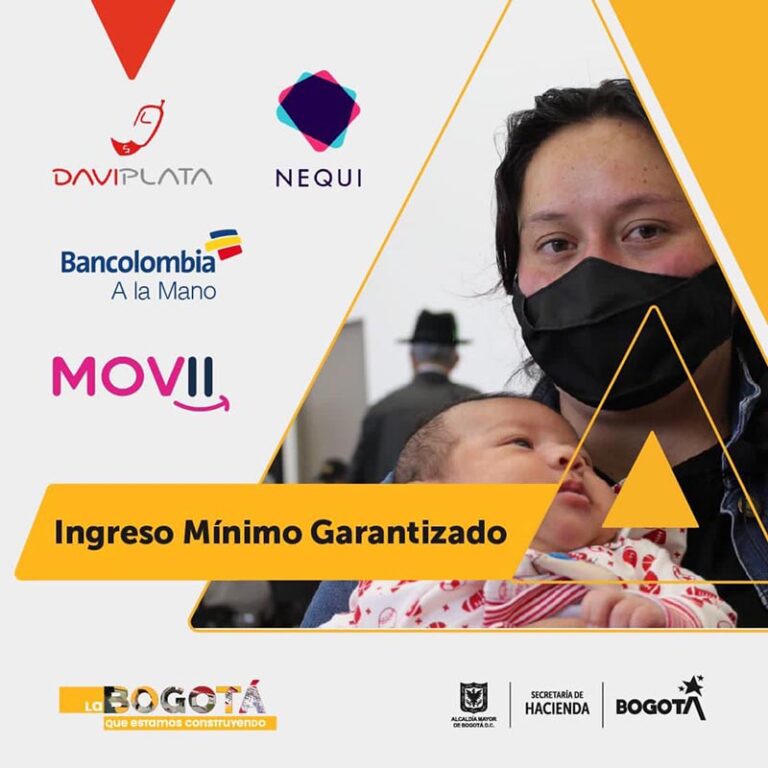 DAVIPLATA
NEQUI
Bancolombia
A la Mano
MOVII
Ingreso Mínimo Garantizado
LA BOGOTÁ
QUE ESTAMOS CONSTRUYENDO
ALCALDÍA MAYOR
DE BOGOTÁ D.C.
SECRETARÍA DE
HACIENDA
BOGOTÁ